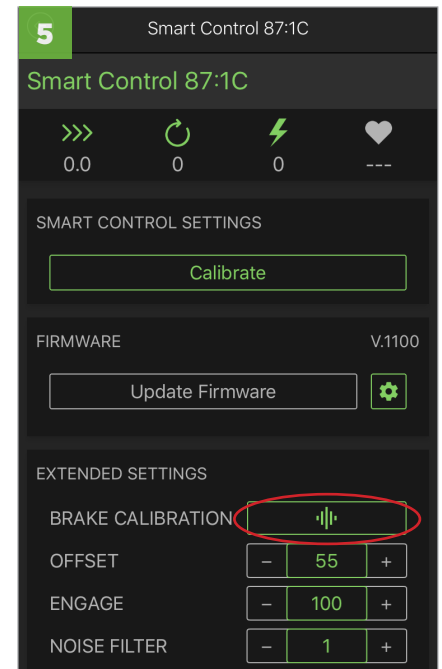 5
Smart Control 87:1C
Smart Control 87:1C
0.0 0 0 ---
SMART CONTROL SETTINGS
Calibrate
FIRMWARE V.1100
Update Firmware
EXTENDED SETTINGS
BRAKE CALIBRATION
OFFSET - 55 +
ENGAGE - 100 +
NOISE FILTER - 1 +